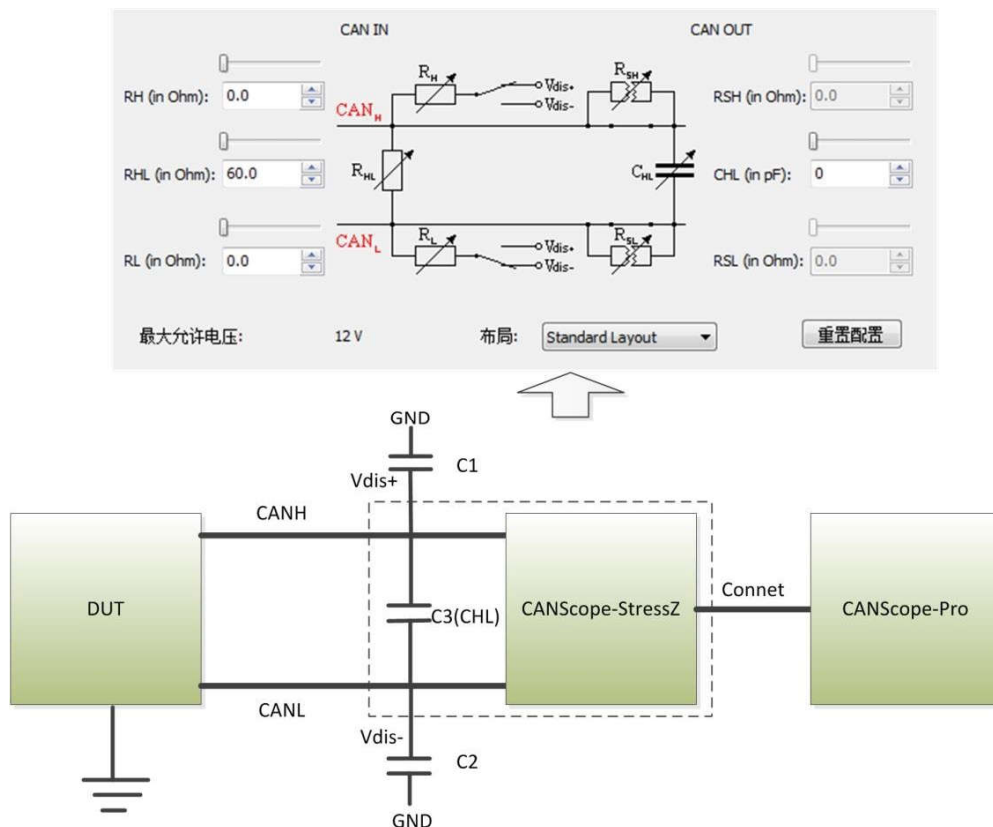 CAN IN
CAN OUT
RH (in Ohm): 0.0
RH
Vdis+
Vdis-
RSH
RSH (in Ohm): 0.0
CANH
RHL (in Ohm): 60.0
RHL
CHL
CHL (in pF): 0
CANL
RL
Vdis+
Vdis-
RSL
RL (in Ohm): 0.0
RSL (in Ohm): 0.0
最大允许电压: 12 V 布局: Standard Layout 重置配置
GND
C1
Vdis+
CANH
DUT
C3(CHL)
CANScope-StressZ
Connet
CANScope-Pro
CANL
Vdis-
C2
GND